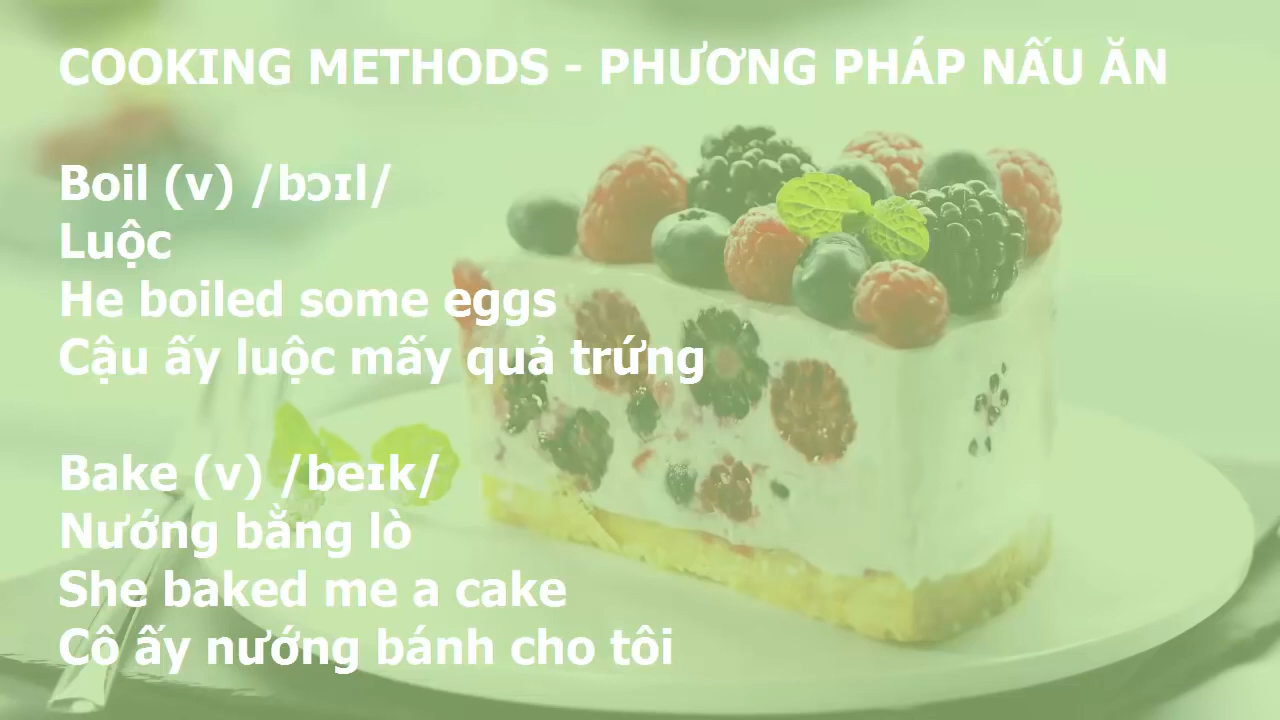 COOKING METHODS - PHƯƠNG PHÁP NẤU ĂN
Boil (v) /bɔɪl/
Luộc
He boiled some eggs
Cậu ấy luộc mấy quả trứng
Bake (v) /beɪk/
Nướng bằng lò
She baked me a cake
Cô ấy nướng bánh cho tôi